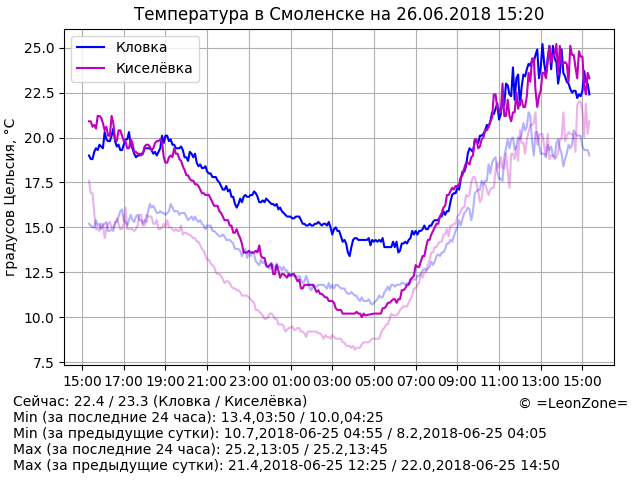 Температура в Смоленске на 26.06.2018 15:20
Кловка
Киселёвка
градусов Цельсия, °C
25.0
22.5
20.0
17.5
15.0
12.5
10.0
7.5
15:00 17:00 19:00 21:00 23:00 01:00 03:00 05:00 07:00 09:00 11:00 13:00 15:00
Сейчас: 22.4 / 23.3 (Кловка / Киселёвка)
© =LeonZone=
Min (за последние 24 часа): 13.4,03:50 / 10.0,04:25
Min (за предыдущие сутки): 10.7,2018-06-25 04:55 / 8.2,2018-06-25 04:05
Max (за последние 24 часа): 25.2,13:05 / 25.2,13:45
Max (за предыдущие сутки): 21.4,2018-06-25 12:25 / 22.0,2018-06-25 14:50